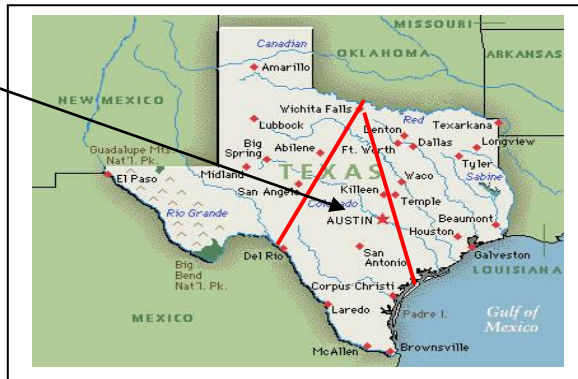 MISSOURI
Canadian
OKLAHOMA
ARKANSAS
Amarillo
NEW MEXICO
Wichita Falls
Red
Texarkana
Lubbock
Denton
Dallas
Longview
Guadalupe Mts
Nat'l. Pk.
Big
Spring
Abilene
Ft. Worth
Tyler
TEXAS
El Paso
Midland
Waco
Sabine
San Angelo
Killeen
Temple
Rio Grande
Colorado
AUSTIN
Beaumont
Houston
Del Rio
San
Antonio
Galveston
LOUISIANA
Big
Bend
Nat'l. Pk.
Corpus Christi
Laredo
Padre I.
Gulf of
Mexico
MEXICO
McAllen
Brownsville